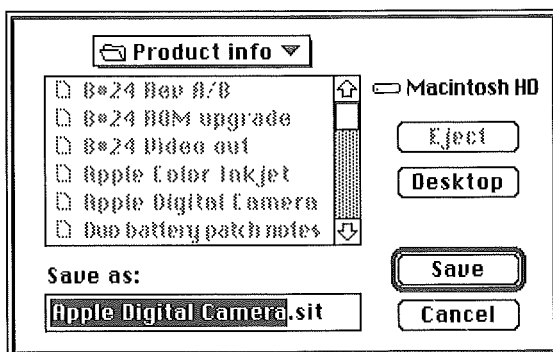 Product info
8•24 Rev A/B
8•24 ROM upgrade
8•24 Video out
Apple Color Inkjet
Apple Digital Camera
Duo battery patch notes
Macintosh HD
Eject
Desktop
Save as:
Apple Digital Camera.sit
Save
Cancel